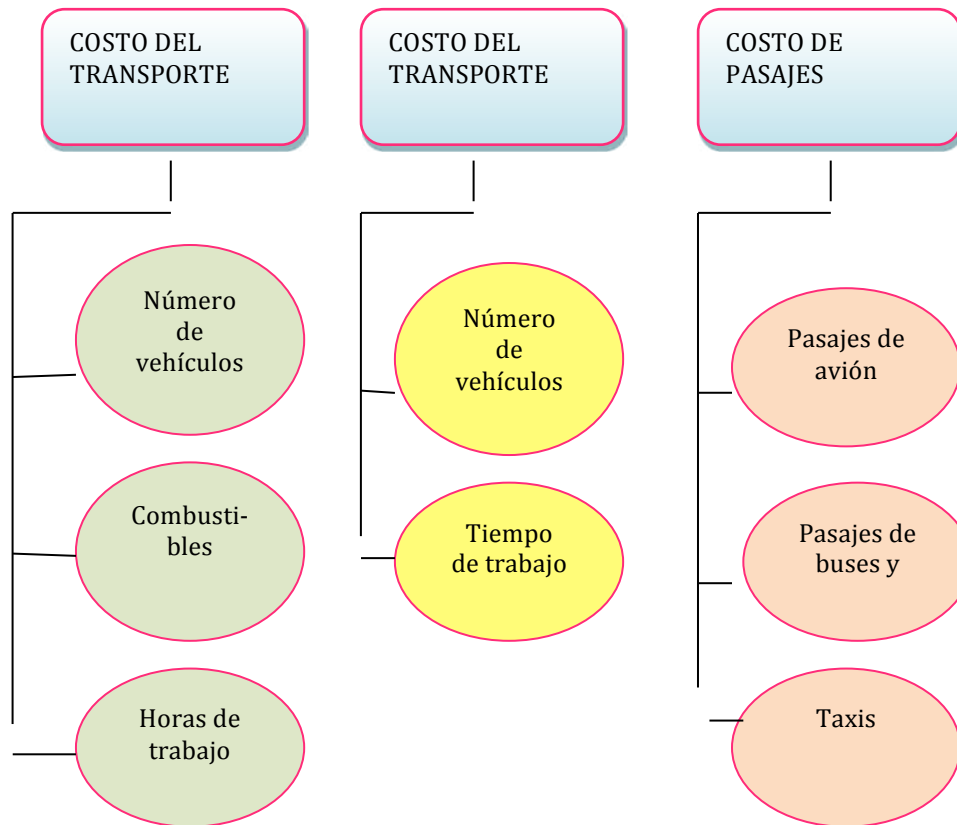 COSTO DEL
TRANSPORTE
COSTO DEL
TRANSPORTE
COSTO DE
PASAJES
Número
de
vehículos
Combusti-
bles
Horas de
trabajo
Número
de
vehículos
Tiempo
de trabajo
Pasajes de
avión
Pasajes de
buses y
Taxis